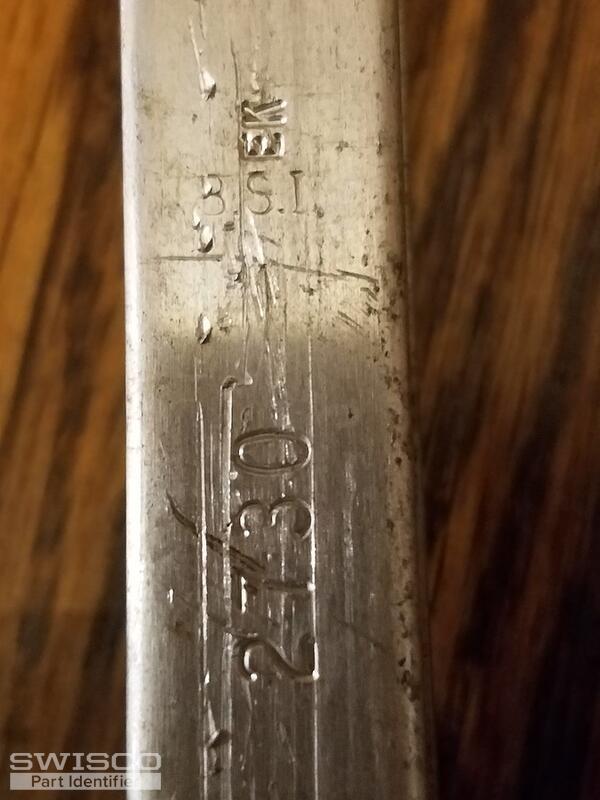 EK
B.S.I.
2730
SWISCO
Part Identifier